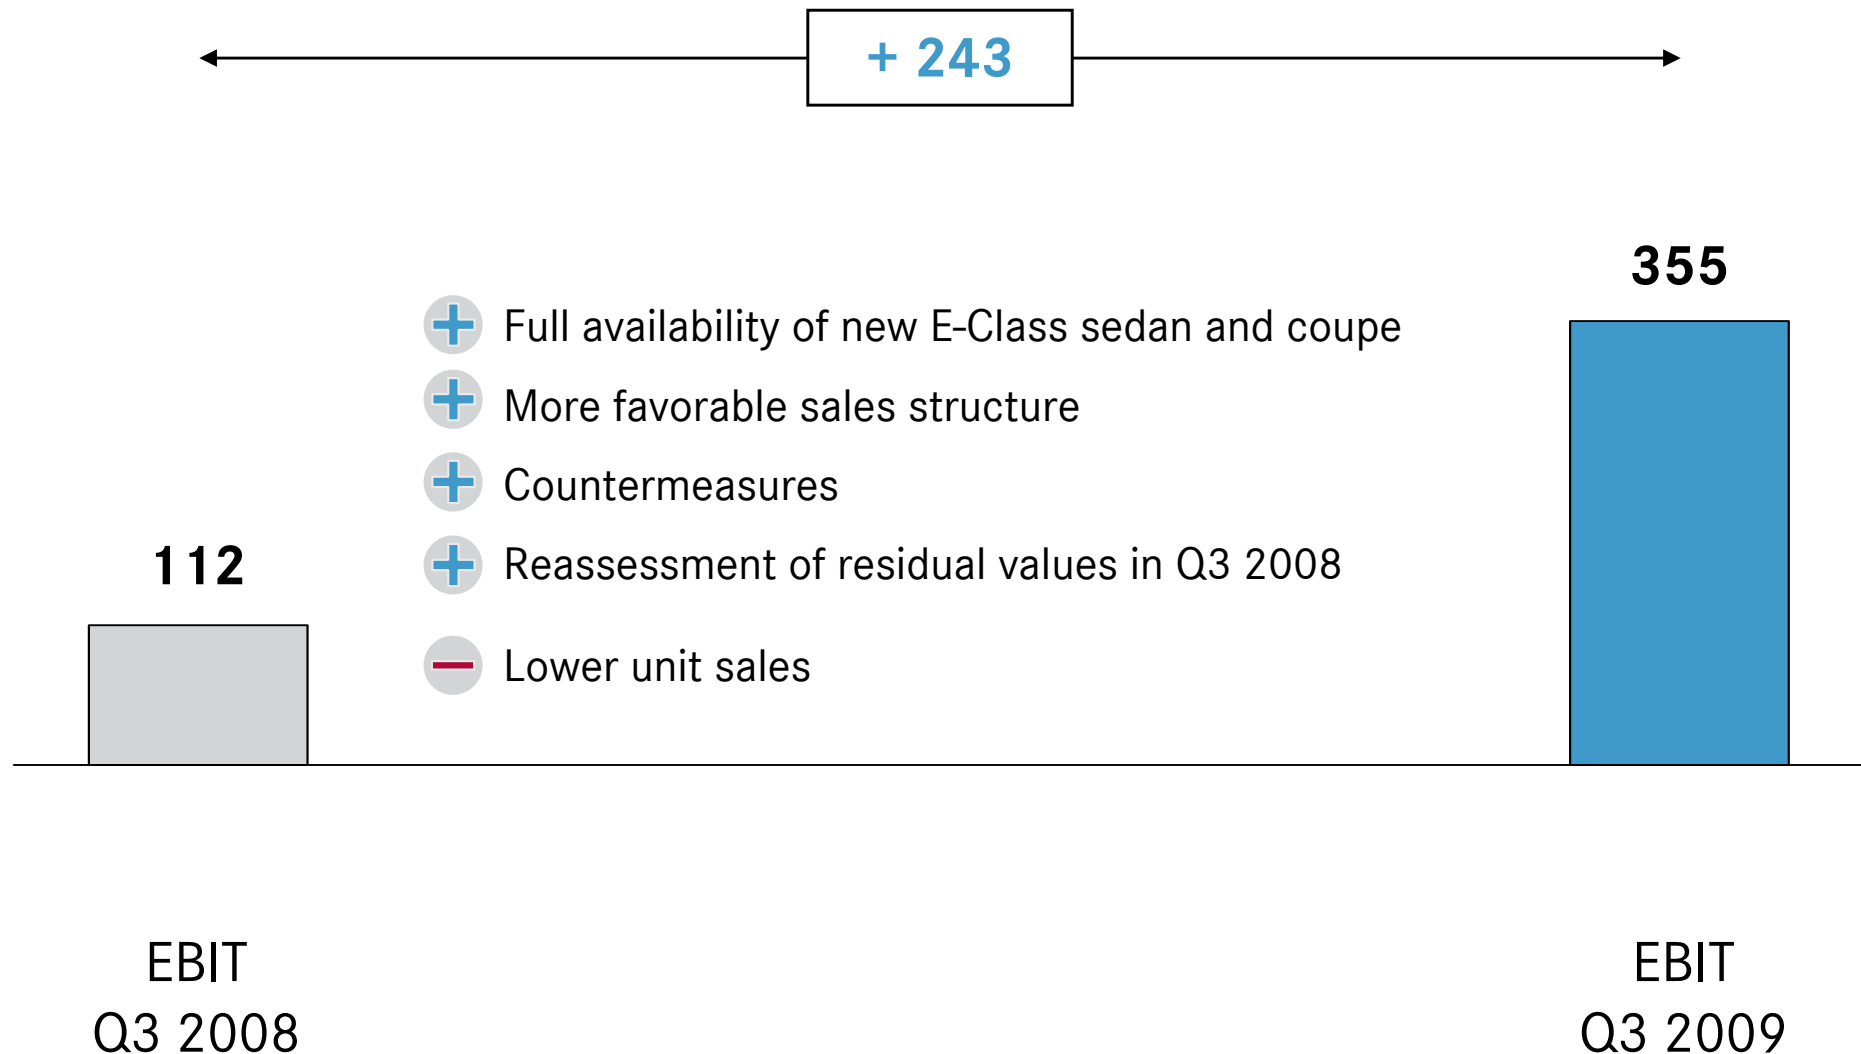 + 243
355
Full availability of new E-Class sedan and coupe
More favorable sales structure
Countermeasures
Reassessment of residual values in Q3 2008
112
Lower unit sales
EBIT
Q3 2008
EBIT
Q3 2009